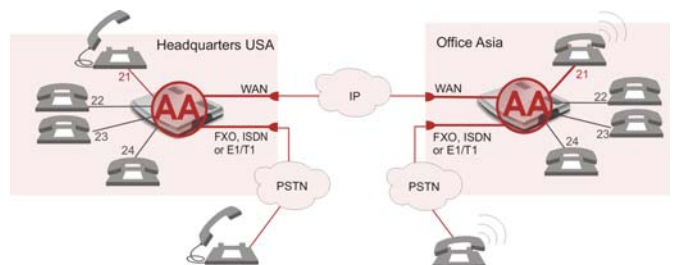 Headquarters USA
21
22
23
24
AA
WAN
FXO, ISDN
or E1/T1
PSTN
IP
Office Asia
21
22
23
24
AA
WAN
FXO, ISDN
or E1/T1
PSTN